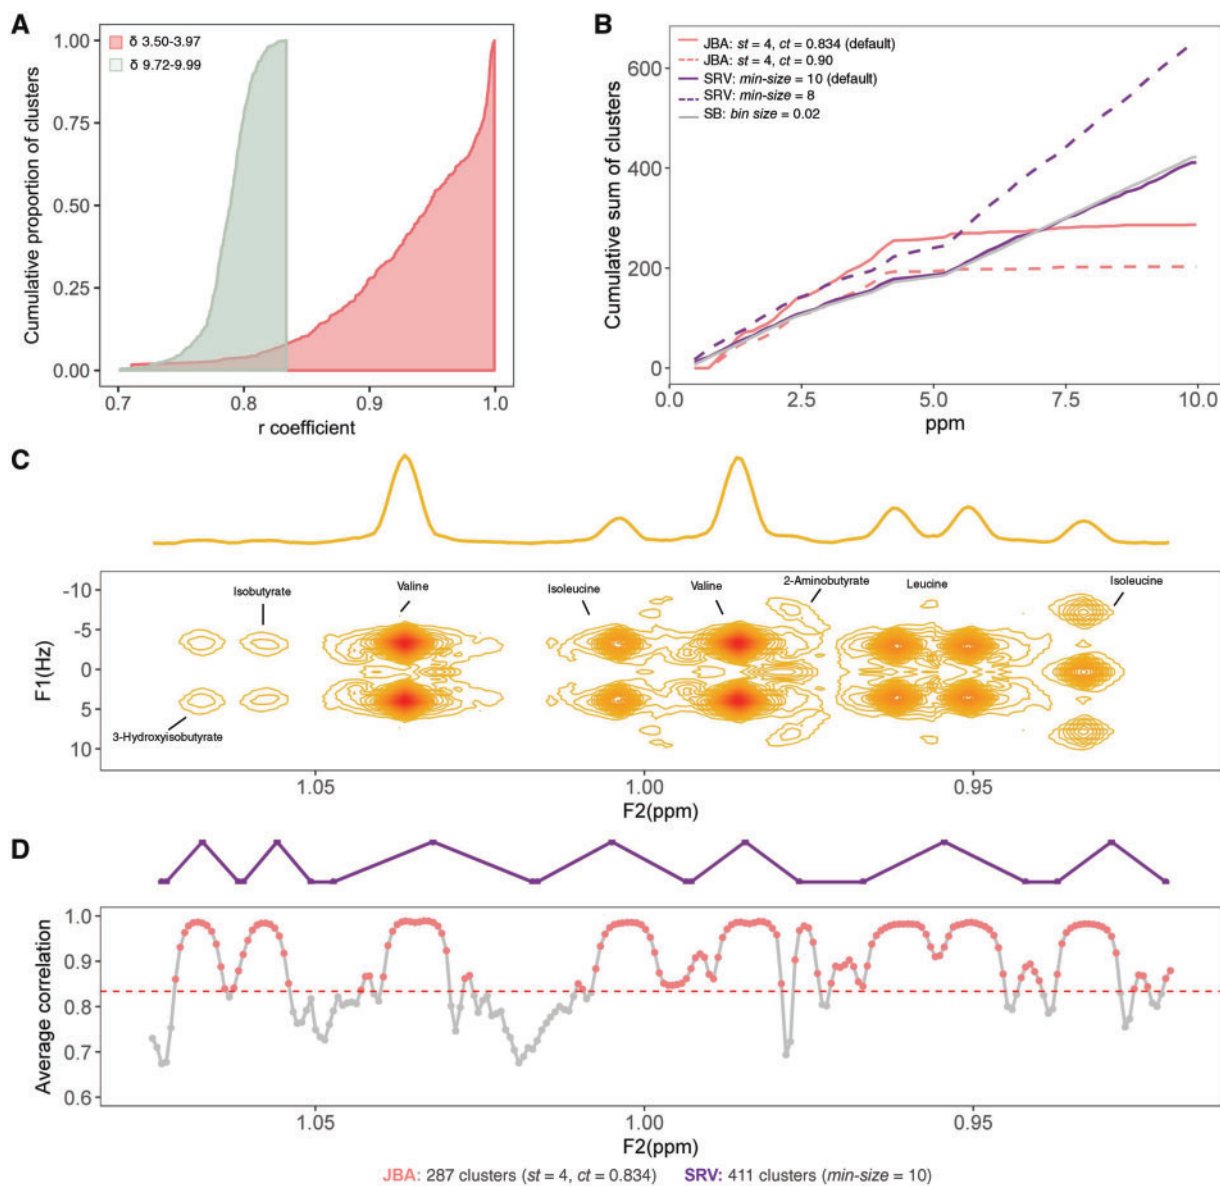 A
δ 3.50-3.97
δ 9.72-9.99
1.00
0.75
0.50
0.25
0.00
Cumulative proportion of clusters
0.7 0.8 0.9 1.0
r coefficient
B
JBA: st = 4, ct = 0.834 (default)
JBA: st = 4, ct = 0.90
SRV: min-size = 10 (default)
SRV: min-size = 8
SB: bin size = 0.02
600
400
200
0
Cumulative sum of clusters
0.0 2.5 5.0 7.5 10.0
ppm
C
-10
-5
0
5
10
F1(Hz)
Isobutyrate
Valine
Isoleucine
Valine
2-Aminobutyrate
Leucine
Isoleucine
3-Hydroxyisobutyrate
1.05 1.00 0.95
F2(ppm)
D
1.0
0.9
0.8
0.7
0.6
Average correlation
1.05 1.00 0.95
F2(ppm)
JBA: 287 clusters (st = 4, ct = 0.834) SRV: 411 clusters (min-size = 10)